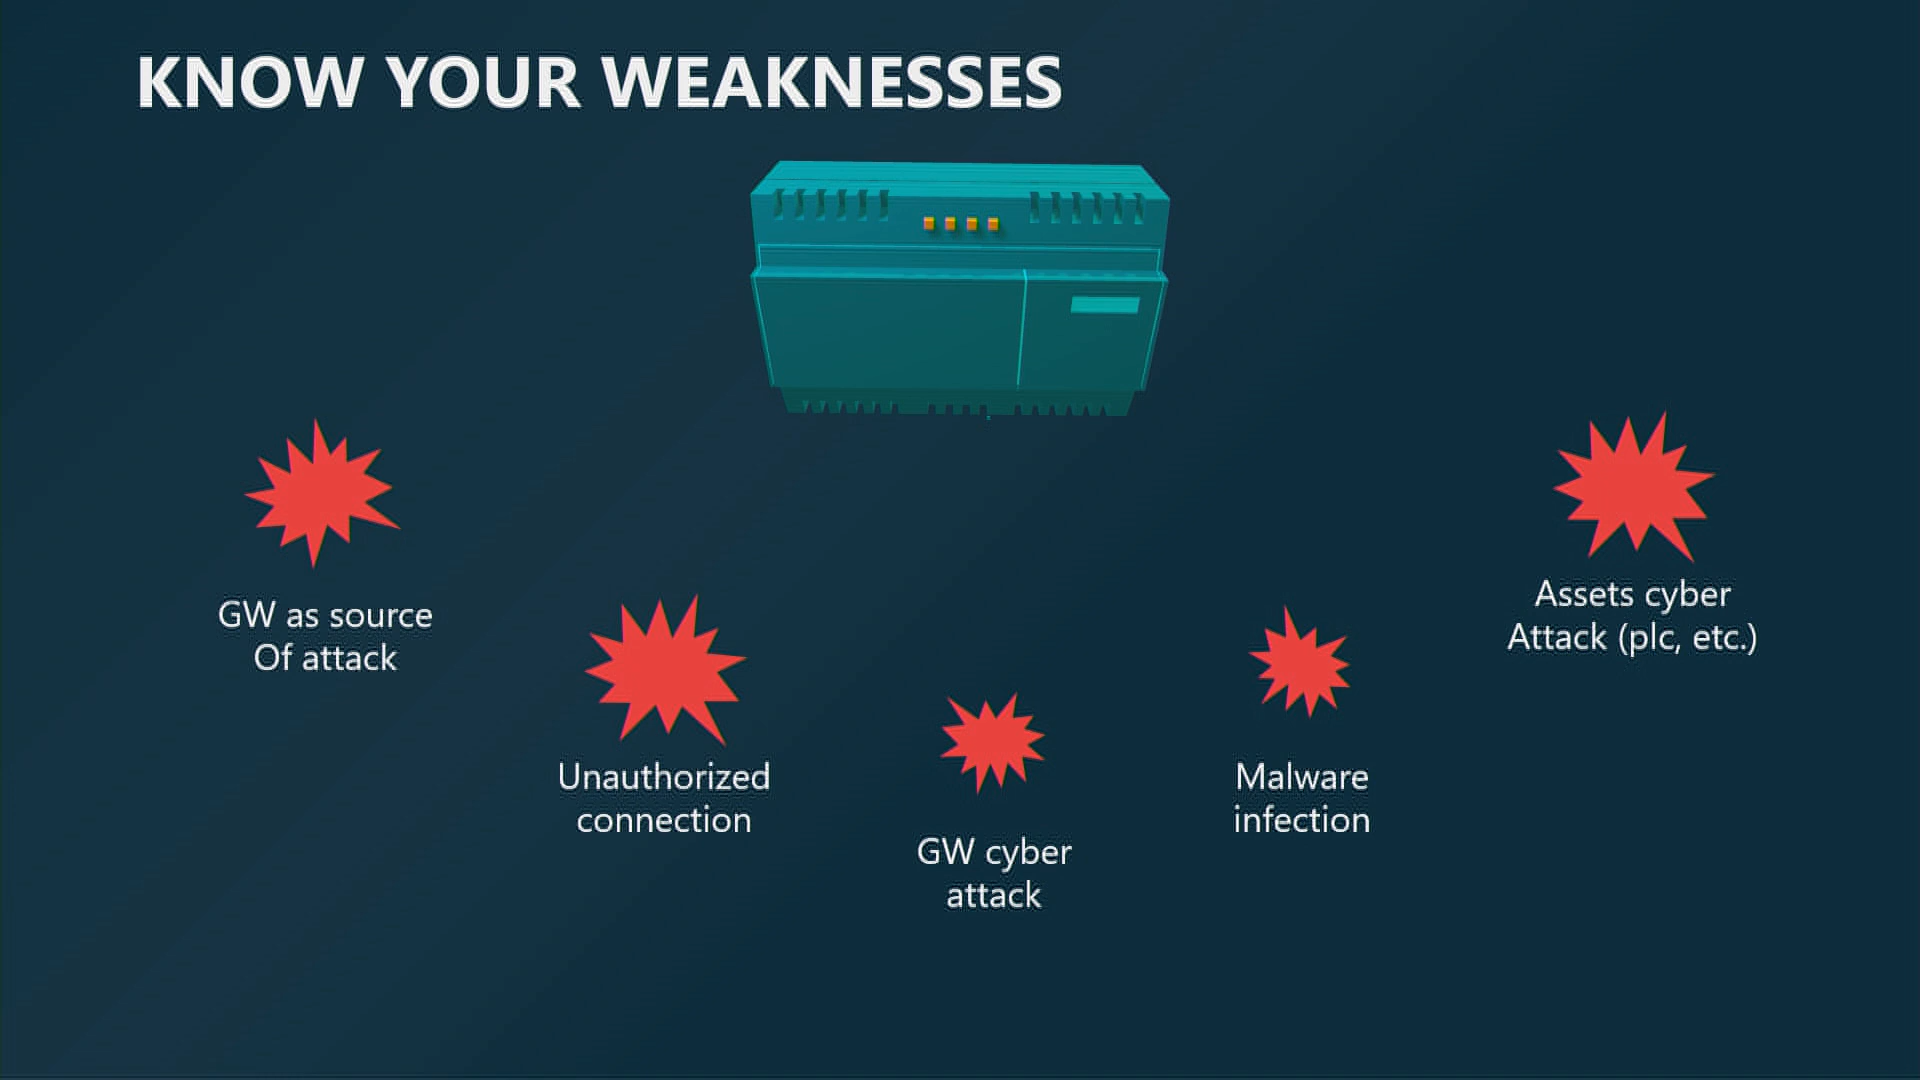 KNOW YOUR WEAKNESSES
GW as source
Of attack
Unauthorized
connection
GW cyber
attack
Malware
infection
Assets cyber
Attack (plc, etc.)